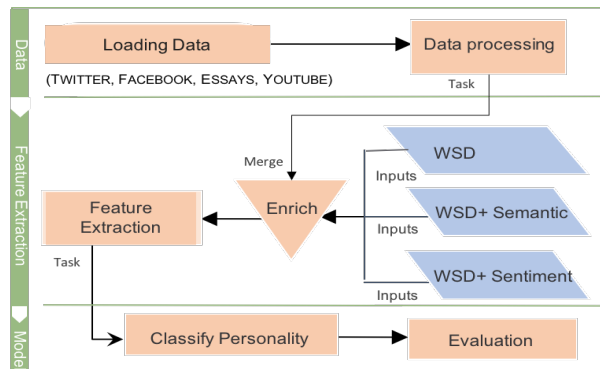 Data
Loading Data
Data processing
(TWITTER, FACEBOOK, ESSAYS, YOUTUBE)
Task
Feature Extraction
Merge
WSD
Inputs
Enrich
Feature
Extraction
WSD+ Semantic
Inputs
Task
WSD+ Sentiment
Inputs
Mode
Classify Personality
Evaluation